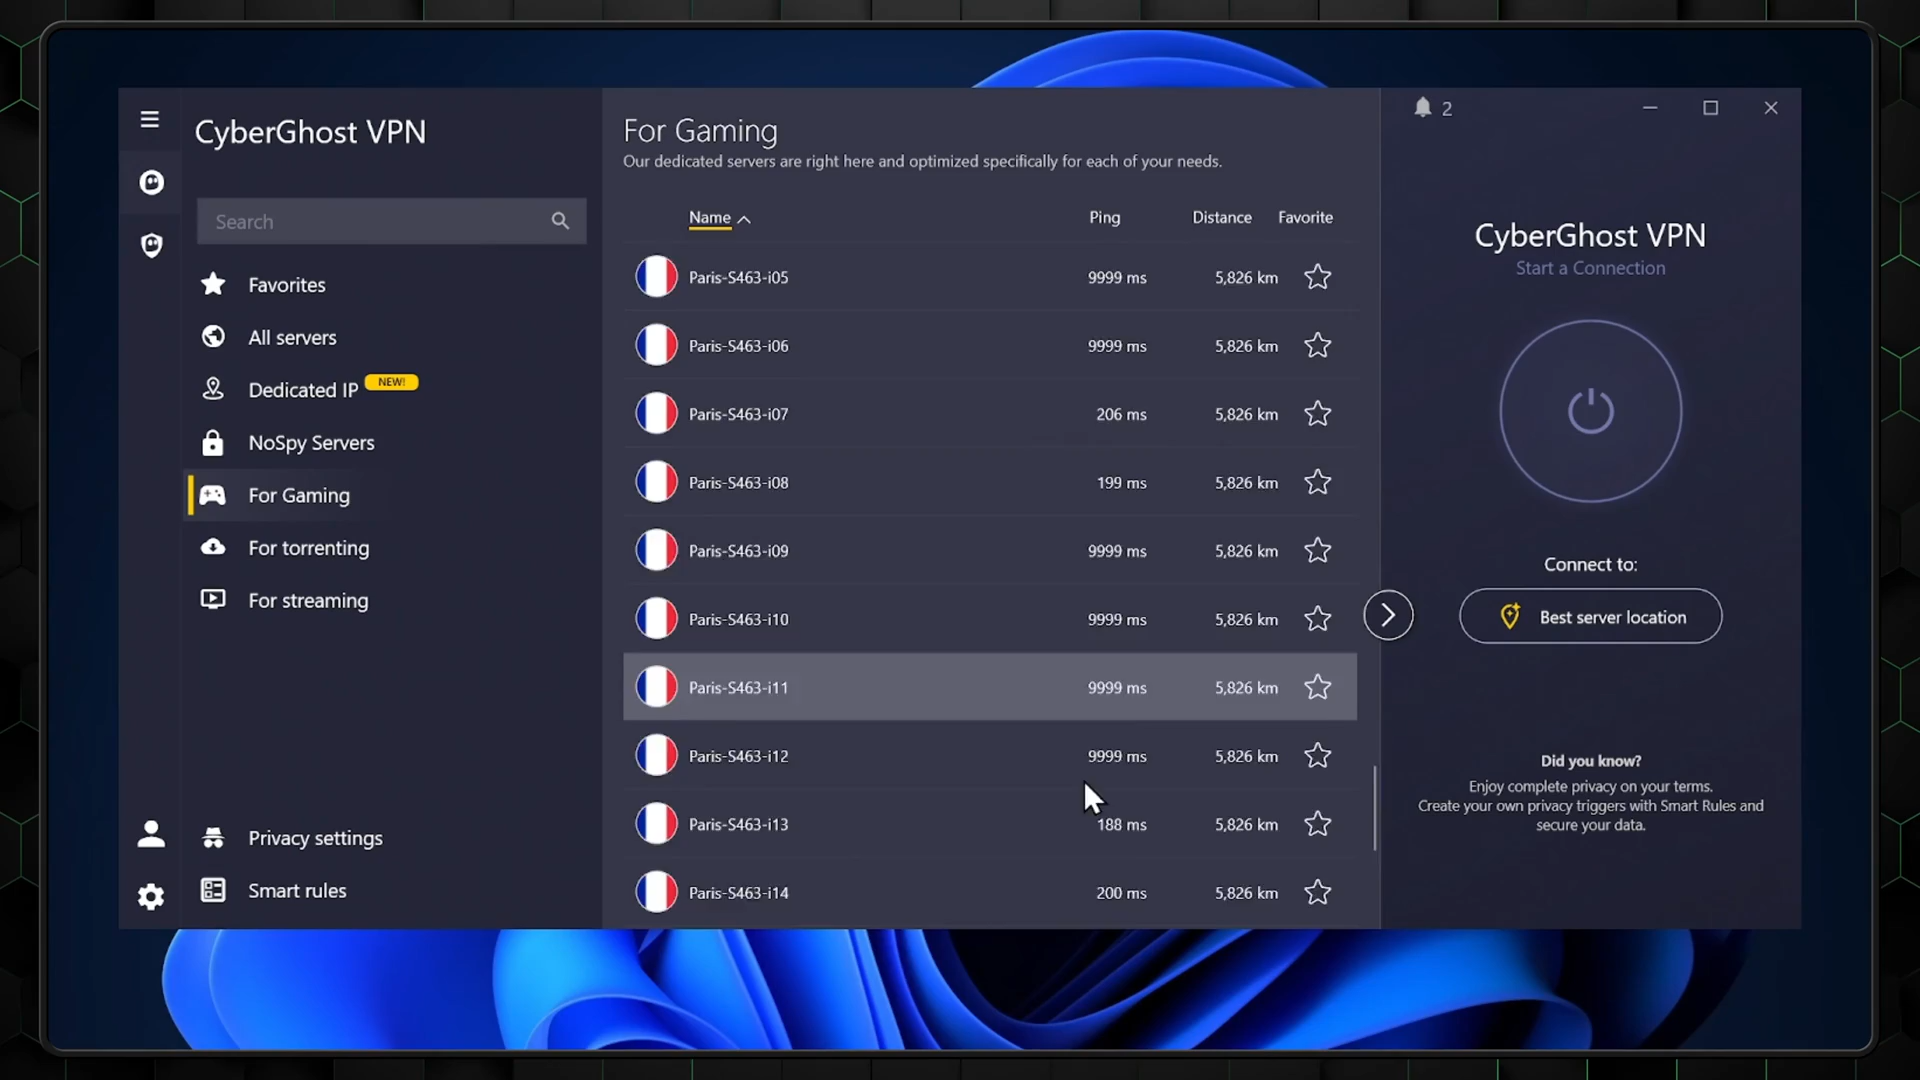 CyberGhost VPN
Search
Favorites
All servers
Dedicated IP NEW!
NoSpy Servers
For Gaming
For torrenting
For streaming
Privacy settings
Smart rules
For Gaming
Our dedicated servers are right here and optimized specifically for each of your needs.
Name Ping Distance Favorite
Paris-S463-i05 9999 ms 5,826 km
Paris-S463-i06 9999 ms 5,826 km
Paris-S463-i07 206 ms 5,826 km
Paris-S463-i08 199 ms 5,826 km
Paris-S463-i09 9999 ms 5,826 km
Paris-S463-i10 9999 ms 5,826 km
Paris-S463-i11 9999 ms 5,826 km
Paris-S463-i12 9999 ms 5,826 km
Paris-S463-i13 188 ms 5,826 km
Paris-S463-i14 200 ms 5,826 km
2
CyberGhost VPN
Start a Connection
Connect to:
Best server location
Did you know?
Enjoy complete privacy on your terms.
Create your own privacy triggers with Smart Rules and
secure your data.